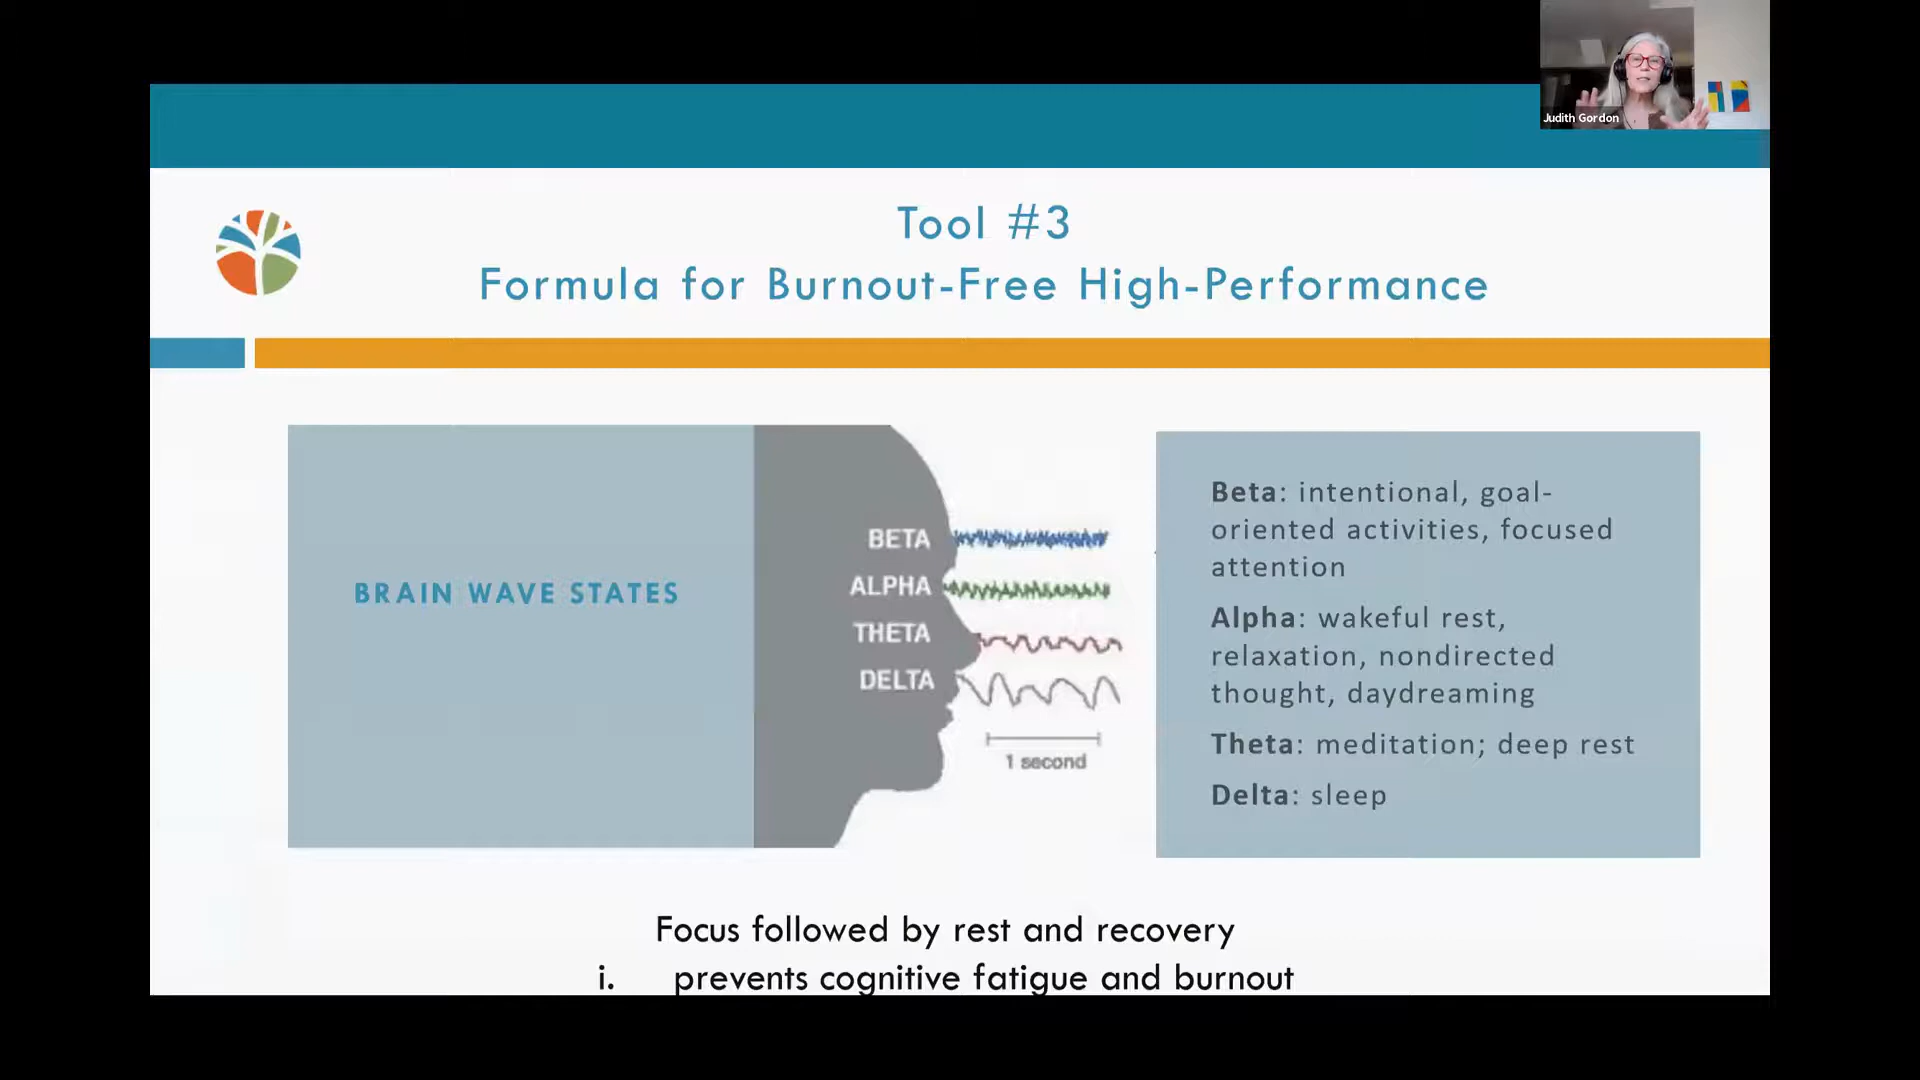 Judith Gordon
Tool #3
Formula for Burnout-Free High-Performance
BRAIN WAVE STATES
BETA
ALPHA
THETA
DELTA
1 second
Beta: intentional, goal-
oriented activities, focused
attention
Alpha: wakeful rest,
relaxation, nondirected
thought, daydreaming
Theta: meditation; deep rest
Delta: sleep
Focus followed by rest and recovery
i. prevents cognitive fatigue and burnout